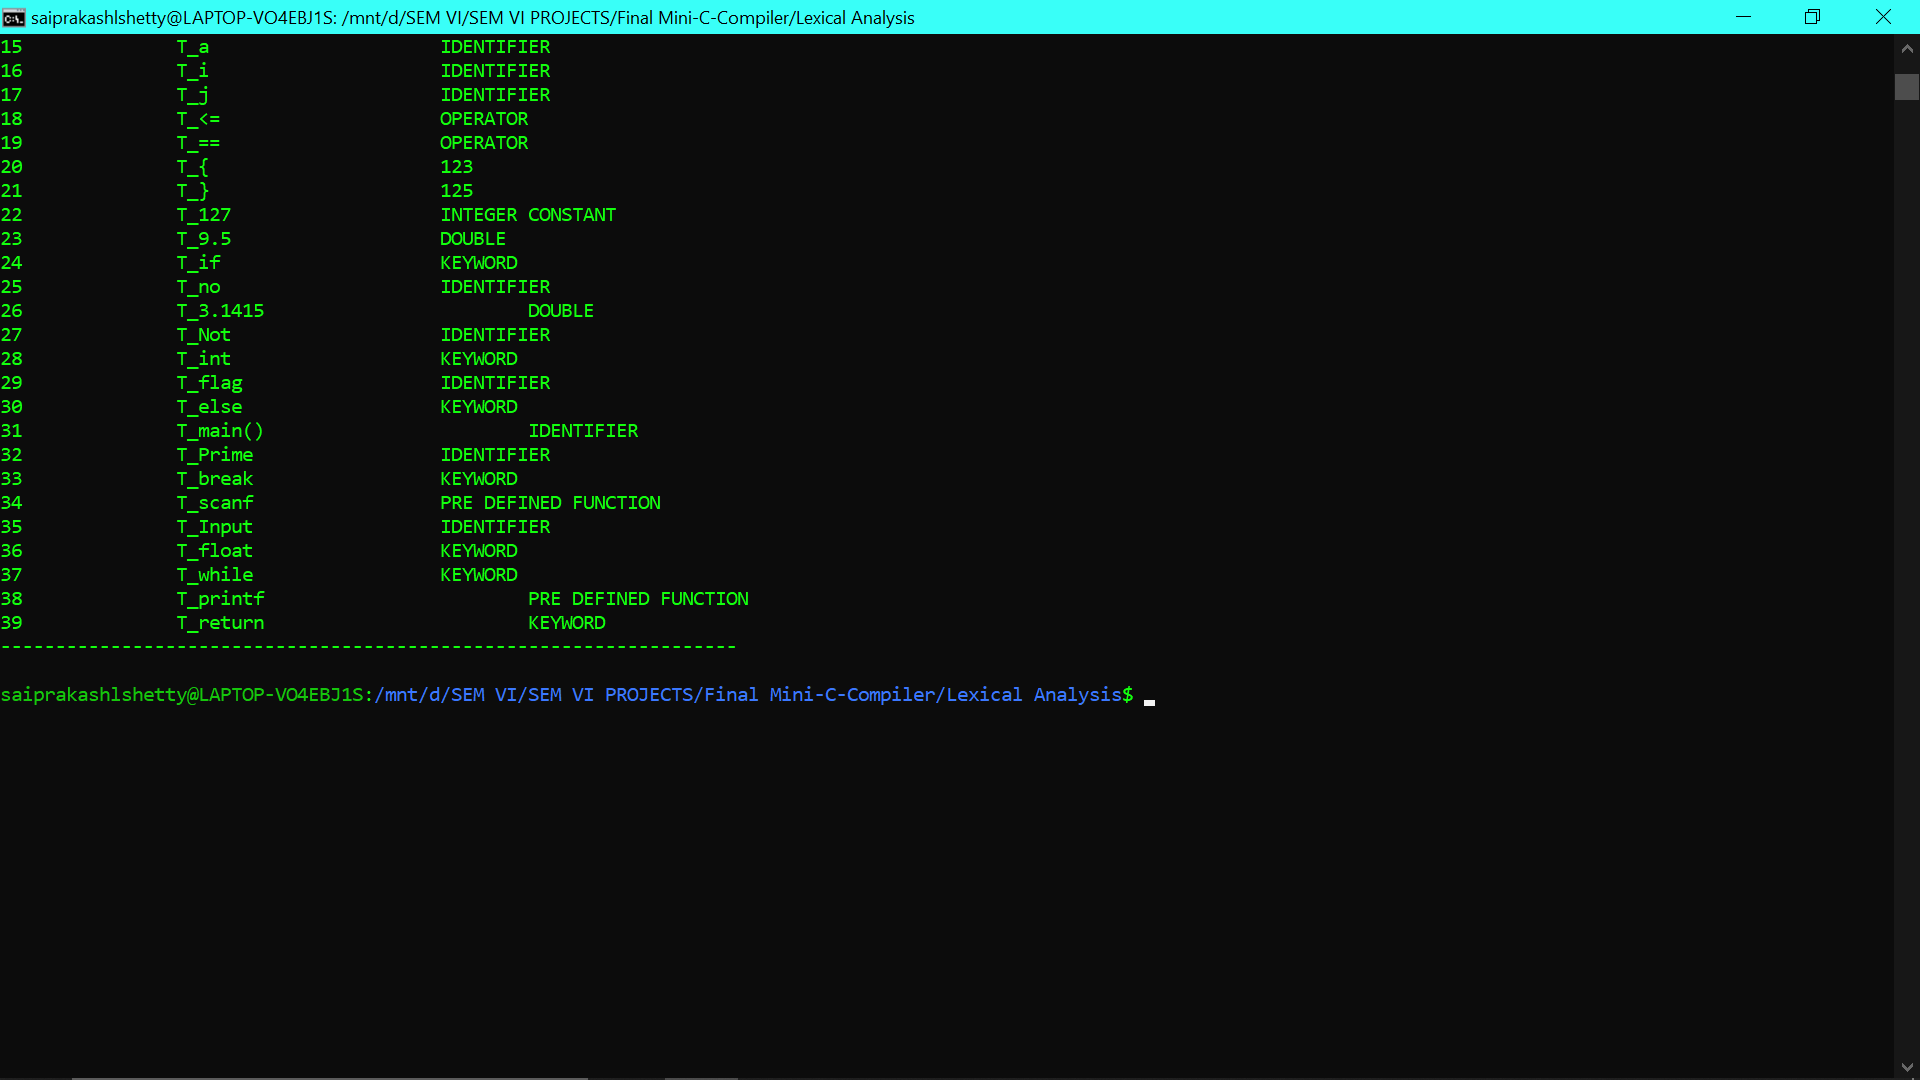 saiprakashlshetty@LAPTOP-VO4EBJ1S: /mnt/d/SEM VI/SEM VI PROJECTS/Final Mini-C-Compiler/Lexical Analysis
15 T_a IDENTIFIER
16 T_i IDENTIFIER
17 T_j IDENTIFIER
18 T_<= OPERATOR
19 T_== OPERATOR
20 T_{ 123
21 T_} 125
22 T_127 INTEGER CONSTANT
23 T_9.5 DOUBLE
24 T_if KEYWORD
25 T_no IDENTIFIER
26 T_3.1415 DOUBLE
27 T_Not IDENTIFIER
28 T_int KEYWORD
29 T_flag IDENTIFIER
30 T_else KEYWORD
31 T_main() IDENTIFIER
32 T_Prime IDENTIFIER
33 T_break KEYWORD
34 T_scanf PRE DEFINED FUNCTION
35 T_Input IDENTIFIER
36 T_float KEYWORD
37 T_while KEYWORD
38 T_printf PRE DEFINED FUNCTION
39 T_return KEYWORD
-------------------------------------------------------------------
saiprakashlshetty@LAPTOP-VO4EBJ1S:/mnt/d/SEM VI/SEM VI PROJECTS/Final Mini-C-Compiler/Lexical Analysis$